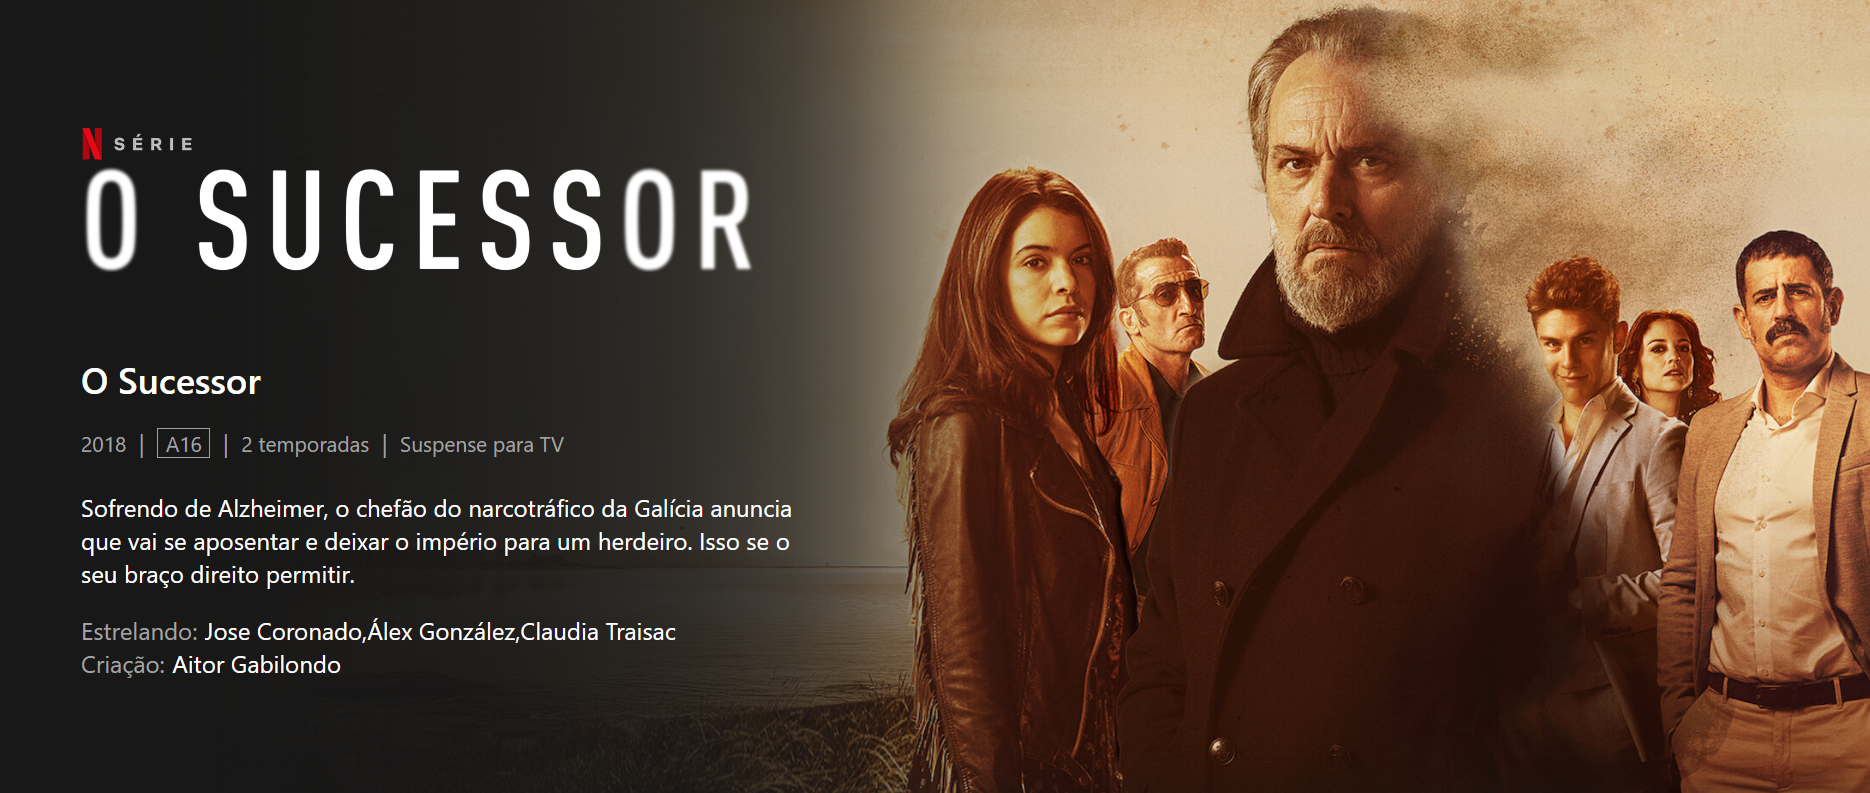 N SÉRIE
O SUCESSOR
O Sucessor
2018 | A16 | 2 temporadas | Suspense para TV
Sofrendo de Alzheimer, o chefão do narcotráfico da Galícia anuncia
que vai se aposentar e deixar o império para um herdeiro. Isso se o
seu braço direito permitir.
Estrelando: Jose Coronado,Álex González,Claudia Traisac
Criação: Aitor Gabilondo